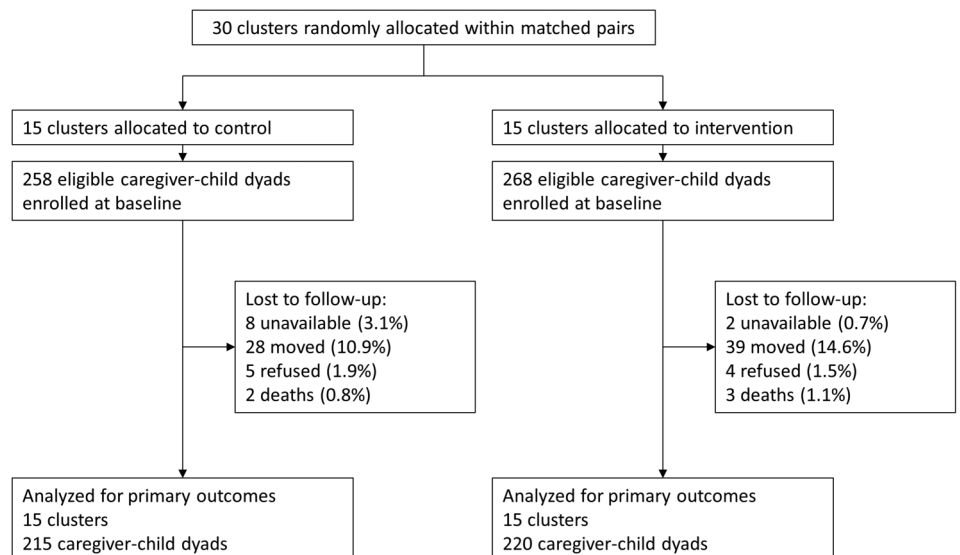 30 clusters randomly allocated within matched pairs
15 clusters allocated to control
258 eligible caregiver-child dyads
enrolled at baseline
Lost to follow-up:
8 unavailable (3.1%)
28 moved (10.9%)
5 refused (1.9%)
2 deaths (0.8%)
Analyzed for primary outcomes
15 clusters
215 caregiver-child dyads
15 clusters allocated to intervention
268 eligible caregiver-child dyads
enrolled at baseline
Lost to follow-up:
2 unavailable (0.7%)
39 moved (14.6%)
4 refused (1.5%)
3 deaths (1.1%)
Analyzed for primary outcomes
15 clusters
220 caregiver-child dyads